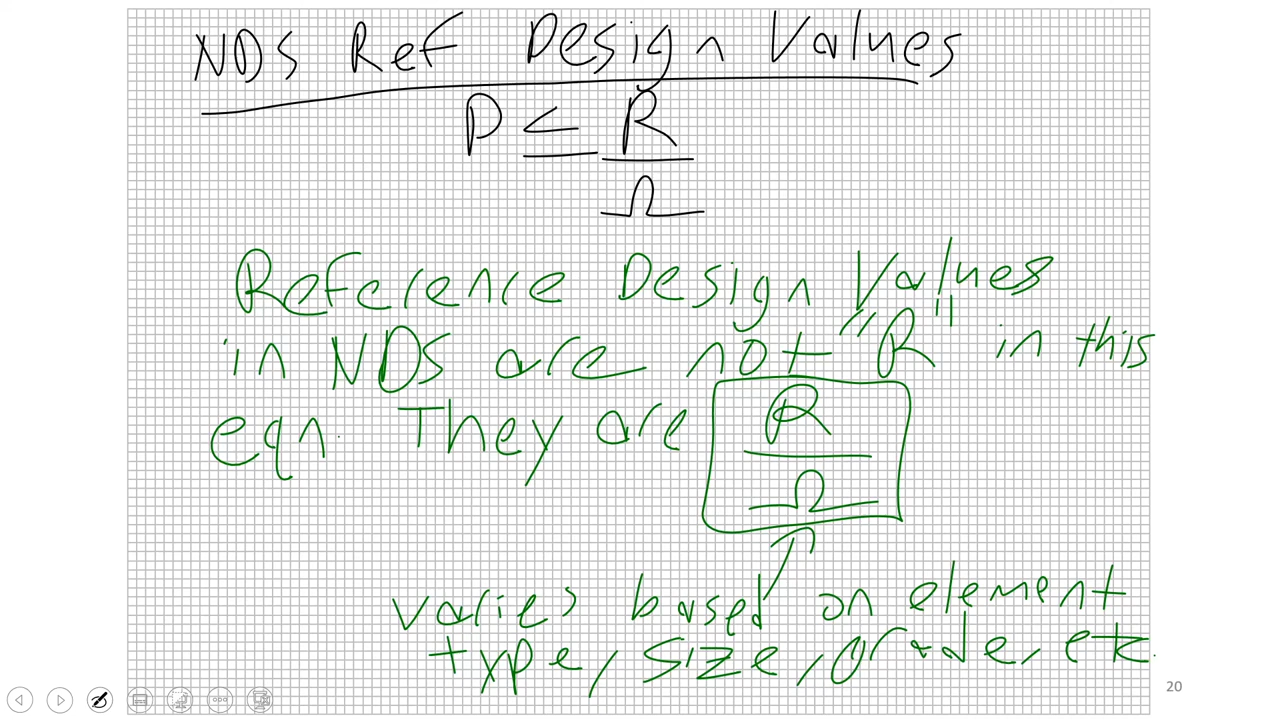 NDS Ref Design Values
P ≤ R
Ω
Reference Design Values
in NDS are not "R" in this
eqn. They are R
Ω
varies based on element
type, size, grade, etc.
20